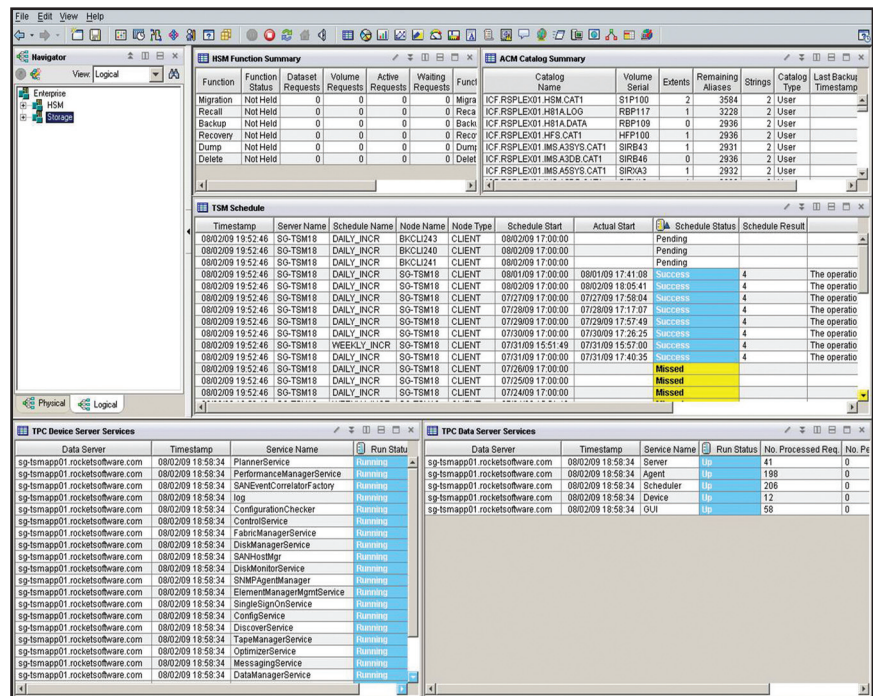 File Edit View Help
Navigator
View: Logical
Enterprise
HSM
Storage
Physical Logical
HSM Function Summary
Function Function Status Dataset Requests Volume Requests Active Requests Waiting Requests Funct
Migration Not Held 0 0 0 0 Migra
Recall Not Held 0 0 0 0 Reca
Backup Not Held 0 0 0 0 Backu
Recovery Not Held 0 0 0 0 Reco
Dump Not Held 0 0 0 0 Dump
Delete Not Held 0 0 0 0 Delet
ACM Catalog Summary
Catalog Name Volume Serial Extents Remaining Aliases Strings Catalog Type Last Backup Timestamp
ICF.RSPLEX01.HSM.CAT1 S1P100 2 3584 2 User
ICF.RSPLEX01.H81A.LOG RBP117 1 3228 2 User
ICF.RSPLEX01.H81A.DATA RBP109 0 2936 2 User
ICF.RSPLEX01.HFS.CAT1 HFP100 1 2936 2 User
ICF.RSPLEX01.IMS.A3SYS.CAT1 SIRB43 1 2931 2 User
ICF.RSPLEX01.IMS.A3DB.CAT1 SIRB46 0 2936 2 User
ICF.RSPLEX01.IMS.A5SYS.CAT1 SIRXA3 1 2932 2 User
TSM Schedule
Timestamp Server Name Schedule Name Node Name Node Type Schedule Start Actual Start Schedule Status Schedule Result
08/02/09 19:52:46 SG-TSM18 DAILY_INCR BKCLI243 CLIENT 08/02/09 17:00:00 Pending
08/02/09 19:52:46 SG-TSM18 DAILY_INCR BKCLI240 CLIENT 08/02/09 17:00:00 Pending
08/02/09 19:52:46 SG-TSM18 DAILY_INCR BKCLI241 CLIENT 08/02/09 17:00:00 Pending
08/02/09 19:52:46 SG-TSM18 DAILY_INCR SG-TSM18 CLIENT 08/01/09 17:00:00 08/01/09 17:41:08 Success 4 The operatio
08/02/09 19:52:46 SG-TSM18 DAILY_INCR SG-TSM18 CLIENT 08/02/09 17:00:00 08/02/09 18:05:41 Success 4 The operatio
08/02/09 19:52:46 SG-TSM18 DAILY_INCR SG-TSM18 CLIENT 07/27/09 17:00:00 07/27/09 17:58:04 Success 4 The operatio
08/02/09 19:52:46 SG-TSM18 DAILY_INCR SG-TSM18 CLIENT 07/28/09 17:00:00 07/28/09 17:17:07 Success 4 The operatio
08/02/09 19:52:46 SG-TSM18 DAILY_INCR SG-TSM18 CLIENT 07/29/09 17:00:00 07/29/09 17:57:49 Success 4 The operatio
08/02/09 19:52:46 SG-TSM18 DAILY_INCR SG-TSM18 CLIENT 07/30/09 17:00:00 07/30/09 17:26:25 Success 4 The operatio
08/02/09 19:52:46 SG-TSM18 WEEKLY_INCR SG-TSM18 CLIENT 07/31/09 15:51:49 07/31/09 15:57:00 Success 4 The operatio
08/02/09 19:52:46 SG-TSM18 DAILY_INCR SG-TSM18 CLIENT 07/31/09 17:00:00 07/31/09 17:40:35 Success 4 The operatio
08/02/09 19:52:46 SG-TSM18 DAILY_INCR SG-TSM18 CLIENT 07/26/09 17:00:00 Missed
08/02/09 19:52:46 SG-TSM18 DAILY_INCR SG-TSM18 CLIENT 07/25/09 17:00:00 Missed
08/02/09 19:52:46 SG-TSM18 DAILY_INCR SG-TSM18 CLIENT 07/24/09 17:00:00 Missed
TPC Device Server Services
Data Server Timestamp Service Name Run Statu
sg-tsmapp01.rocketsoftware.com 08/02/09 18:58:34 PlannerService Running
sg-tsmapp01.rocketsoftware.com 08/02/09 18:58:34 PerformanceManagerService Running
sg-tsmapp01.rocketsoftware.com 08/02/09 18:58:34 SANEventCorrelatorFactory Running
sg-tsmapp01.rocketsoftware.com 08/02/09 18:58:34 log Running
sg-tsmapp01.rocketsoftware.com 08/02/09 18:58:34 ConfigurationChecker Running
sg-tsmapp01.rocketsoftware.com 08/02/09 18:58:34 ControlService Running
sg-tsmapp01.rocketsoftware.com 08/02/09 18:58:34 FabricManagerService Running
sg-tsmapp01.rocketsoftware.com 08/02/09 18:58:34 DiskManagerService Running
sg-tsmapp01.rocketsoftware.com 08/02/09 18:58:34 SANHostMgr Running
sg-tsmapp01.rocketsoftware.com 08/02/09 18:58:34 DiskMonitorService Running
sg-tsmapp01.rocketsoftware.com 08/02/09 18:58:34 SNMPAgentManager Running
sg-tsmapp01.rocketsoftware.com 08/02/09 18:58:34 ElementManagerMgmtService Running
sg-tsmapp01.rocketsoftware.com 08/02/09 18:58:34 SingleSignOnService Running
sg-tsmapp01.rocketsoftware.com 08/02/09 18:58:34 ConfigService Running
sg-tsmapp01.rocketsoftware.com 08/02/09 18:58:34 DiscoverService Running
sg-tsmapp01.rocketsoftware.com 08/02/09 18:58:34 TapeManagerService Running
sg-tsmapp01.rocketsoftware.com 08/02/09 18:58:34 OptimizerService Running
sg-tsmapp01.rocketsoftware.com 08/02/09 18:58:34 MessagingService Running
sg-tsmapp01.rocketsoftware.com 08/02/09 18:58:34 DataManagerService Running
TPC Data Server Services
Data Server Timestamp Service Name Run Status No. Processed Req. No. Pe
sg-tsmapp01.rocketsoftware.com 08/02/09 18:58:34 Server Up 41 0
sg-tsmapp01.rocketsoftware.com 08/02/09 18:58:34 Agent Up 198 0
sg-tsmapp01.rocketsoftware.com 08/02/09 18:58:34 Scheduler Up 206 0
sg-tsmapp01.rocketsoftware.com 08/02/09 18:58:34 Device Up 12 0
sg-tsmapp01.rocketsoftware.com 08/02/09 18:58:34 GUI Up 58 0